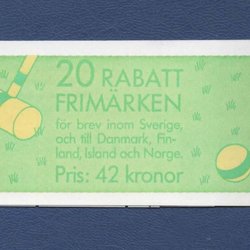 20 RABATT
FRIMÄRKEN
för brev inom Sverige,
och till Danmark, Fin-
land, Island och Norge.
Pris: 42 kronor